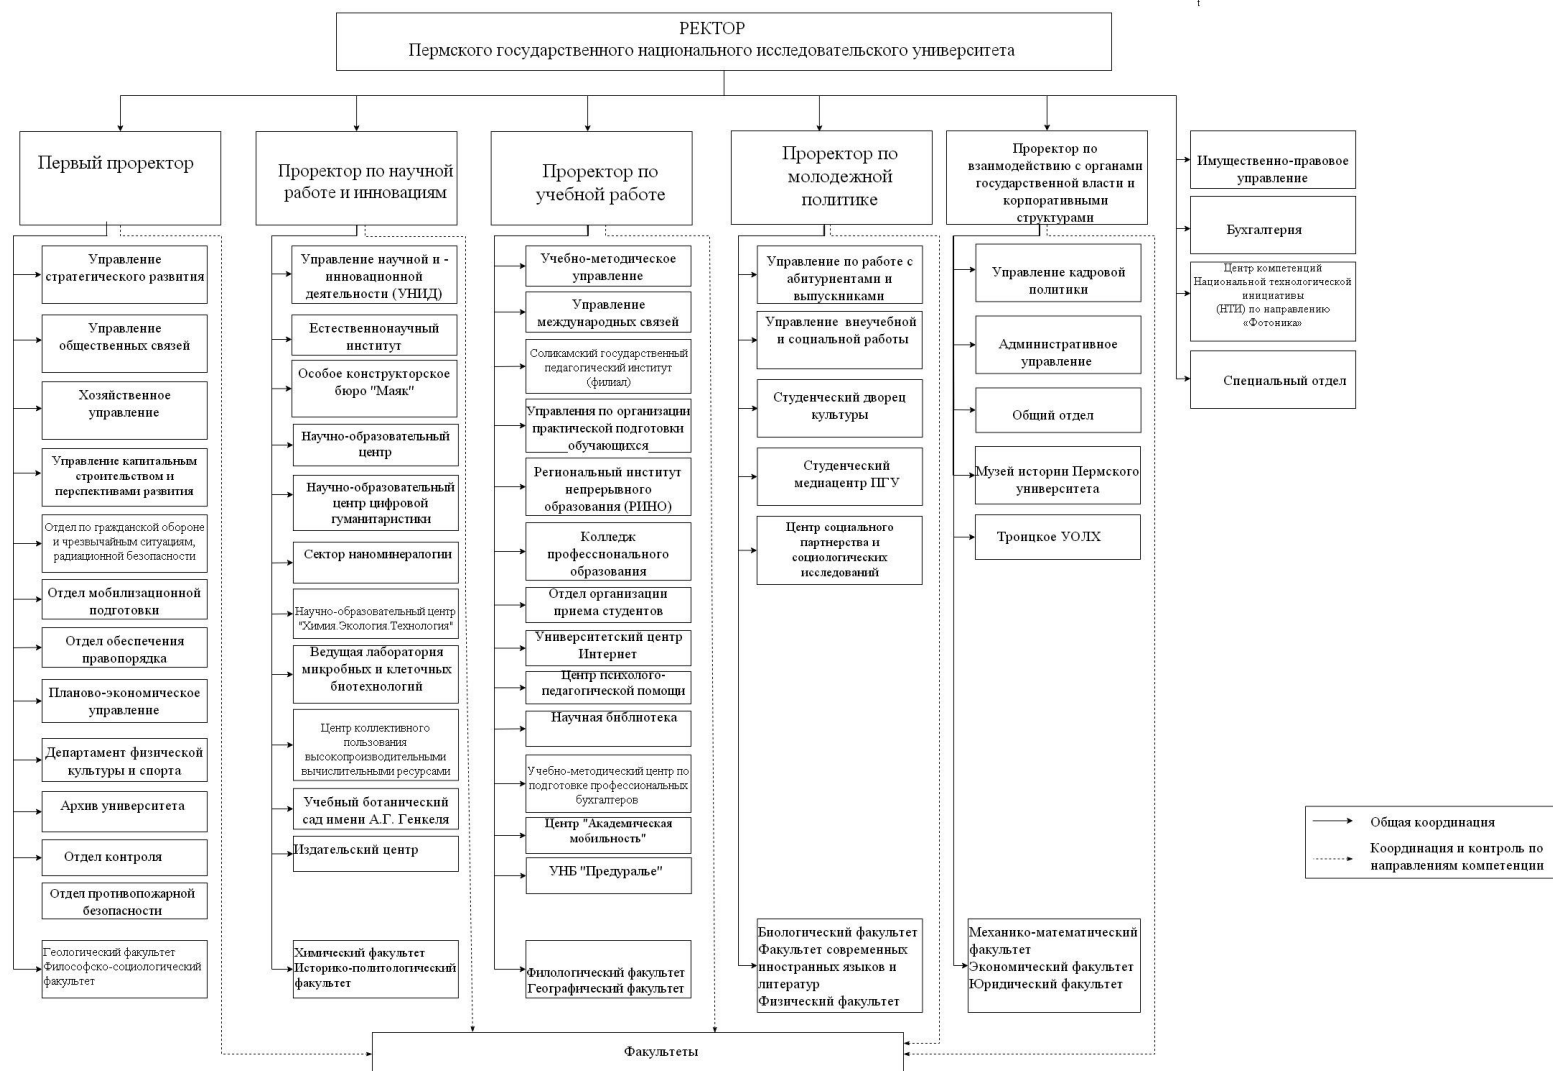 РЕКТОР
Пермского государственного национального исследовательского университета
Первый проректор
Управление
стратегического развития
Управление
общественных связей
Хозяйственное
управление
Управление капитальным
строительством и
перспективами развития
Отдел по гражданской обороне
и чрезвычайным ситуациям,
радиационной безопасности
Отдел мобилизационной
подготовки
Отдел обеспечения
правопорядка
Планово-экономическое
управление
Департамент физической
культуры и спорта
Архив университета
Отдел контроля
Отдел противопожарной
безопасности
Геологический факультет
Философско-социологический
факультет
Проректор по научной
работе и инновациям
Управление научной и -
инновационной
деятельности (УНИД)
Естественнонаучный
институт
Особое конструкторское
бюро "Маяк"
Научно-образовательный
центр
Научно-образовательный
центр цифровой
гуманитаристики
Сектор наноминералогии
Научно-образовательный центр
"Химия.Экология.Технология"
Ведущая лаборатория
микробных и клеточных
биотехнологий
Центр коллективного
пользования
высокопроизводительными
вычислительными ресурсами
Учебный ботанический
сад имени А.Г. Генкеля
Издательский центр
Химический факультет
Историко-политологический
факультет
Проректор по
учебной работе
Учебно-методическое
управление
Управление
международных связей
Соликамский государственный
педагогический институт
(филиал)
Управления по организации
практической подготовки
обучающихся
Региональный институт
непрерывного
образования (РИНО)
Колледж
профессионального
образования
Отдел организации
приема студентов
Университетский центр
Интернет
Центр психолого-
педагогической помощи
Научная библиотека
Учебно-методический центр по
подготовке профессиональных
бухгалтеров
Центр "Академическая
мобильность"
УНБ "Предуралье"
Филологический факультет
Географический факультет
Проректор по
молодежной
политике
Управление по работе с
абитуриентами и
выпускниками
Управление внеучебной
и социальной работы
Студенческий дворец
культуры
Студенческий
медиацентр ПГУ
Центр социального
партнерства и
социологических
исследований
Биологический факультет
Факультет современных
иностранных языков и
литератур
Физический факультет
Проректор по
взаимодействию с органами
государственной власти и
корпоративными
структурами
Управление кадровой
политики
Административное
управление
Общий отдел
Музей истории Пермского
университета
Троицкое УОЛХ
Механико-математический
факультет
Экономический факультет
Юридический факультет
Имущественно-правовое
управление
Бухгалтерия
Центр компетенций
Национальной технологической
инициативы
(НТИ) по направлению
«Фотоника»
Специальный отдел
Общая координация
Координация и контроль по
направлениям компетенции
Факультеты